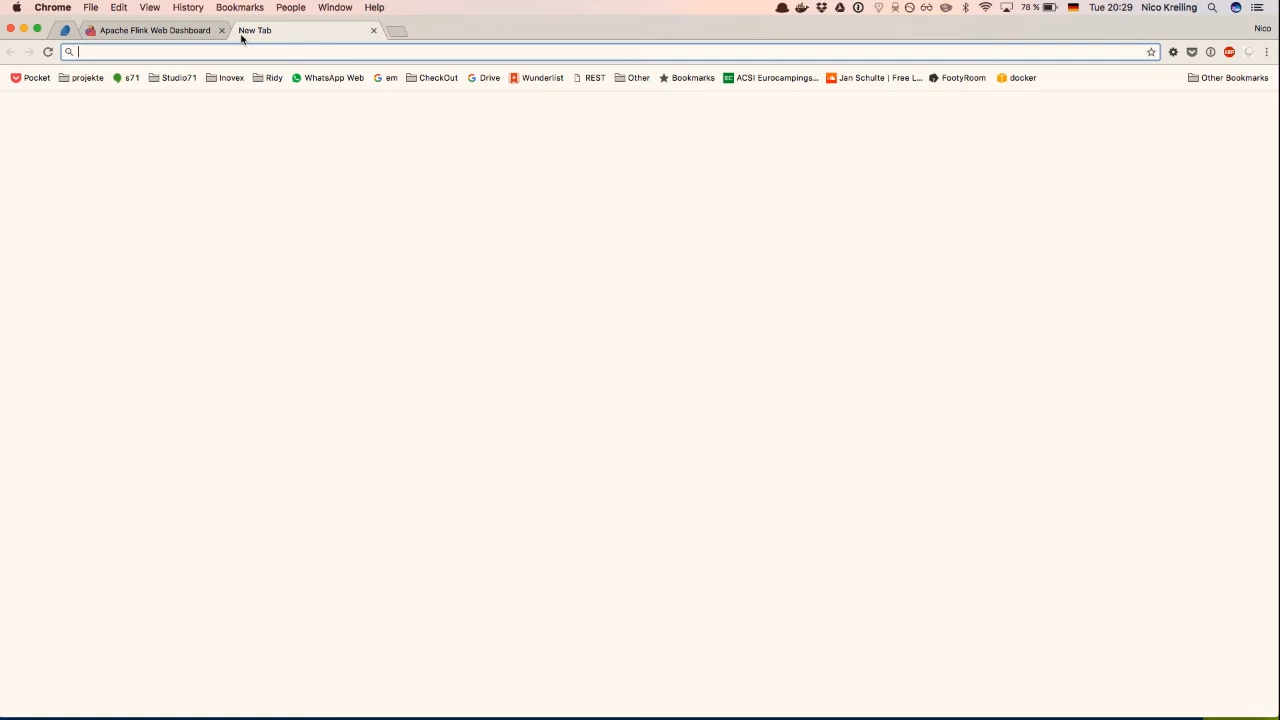 Chrome File Edit View History Bookmarks People Window Help 78 % Tue 20:29 Nico Kreiling
Apache Flink Web Dashboard New Tab Nico
Pocket projekte s71 Studio71 Inovex Ridy WhatsApp Web em CheckOut Drive Wunderlist REST Other Bookmarks ACSI Eurocampings... Jan Schulte | Free L... FootyRoom docker Other Bookmarks